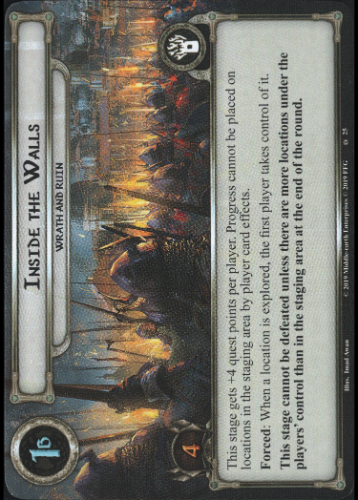 1B
INSIDE THE WALLS
WRATH AND RUIN
4
This stage gets +4 quest points per player. Progress cannot be placed on
locations in the staging area by player card effects.
Forced: When a location is explored, the first player takes control of it.
This stage cannot be defeated unless there are more locations under the
players' control than in the staging area at the end of the round.
Illus. Imad Awan
© 2019 Middle-earth Enterprises © 2019 FFG
25